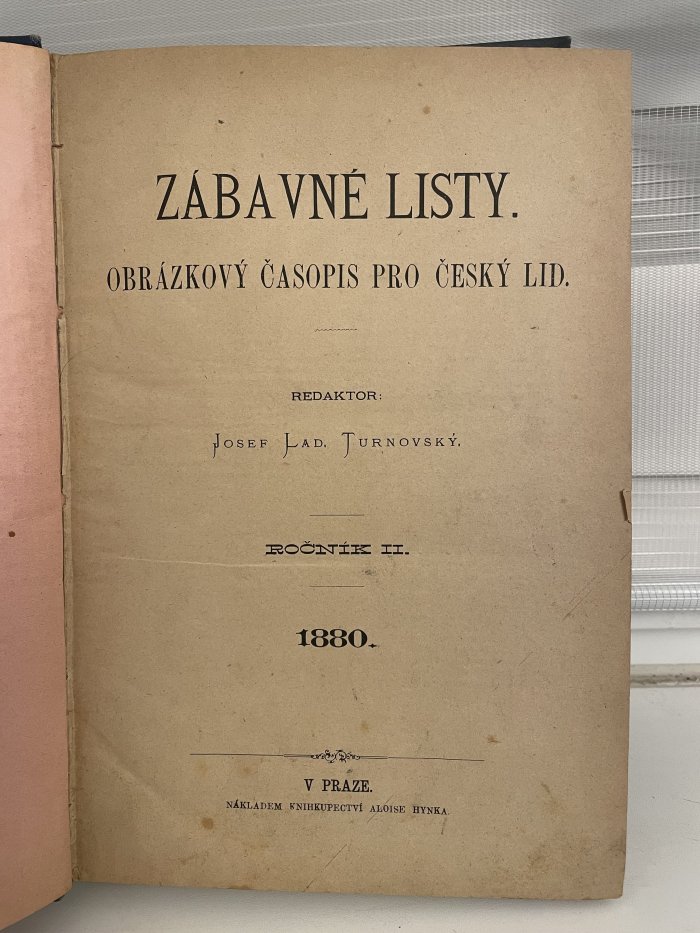 ZÁBAVNÉ LISTY.
OBRÁZKOVÝ ČASOPIS PRO ČESKÝ LID.
REDAKTOR:
JOSEF LAD. TURNOVSKÝ.
ROČNÍK II.
1880.
V PRAZE.
NÁKLADEM KNIHKUPECTVÍ ALOISE HYNKA.